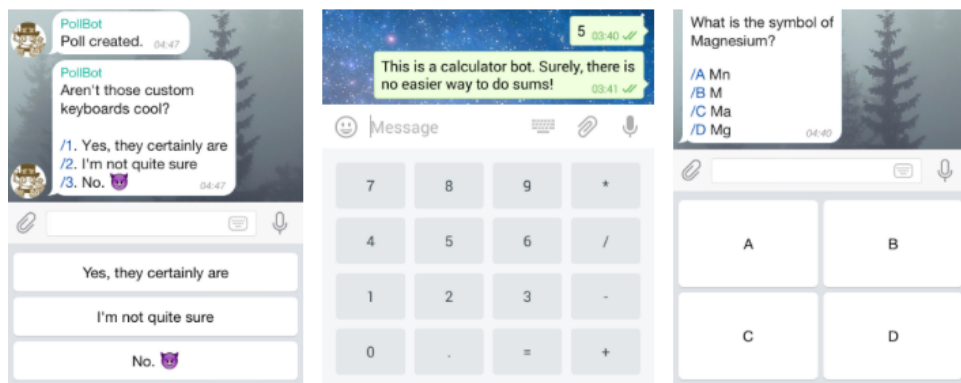 PollBot
Poll created. 04:47
PollBot
Aren't those custom
keyboards cool?
/1. Yes, they certainly are
/2. I'm not quite sure
/3. No. 😈 04:47
Yes, they certainly are
I'm not quite sure
No. 😈
5 03:40
This is a calculator bot. Surely, there is
no easier way to do sums! 03:41
Message
7 8 9 *
4 5 6 /
1 2 3 -
0 . = +
What is the symbol of
Magnesium?
/A Mn
/B M
/C Ma
/D Mg 04:40
A B
C D